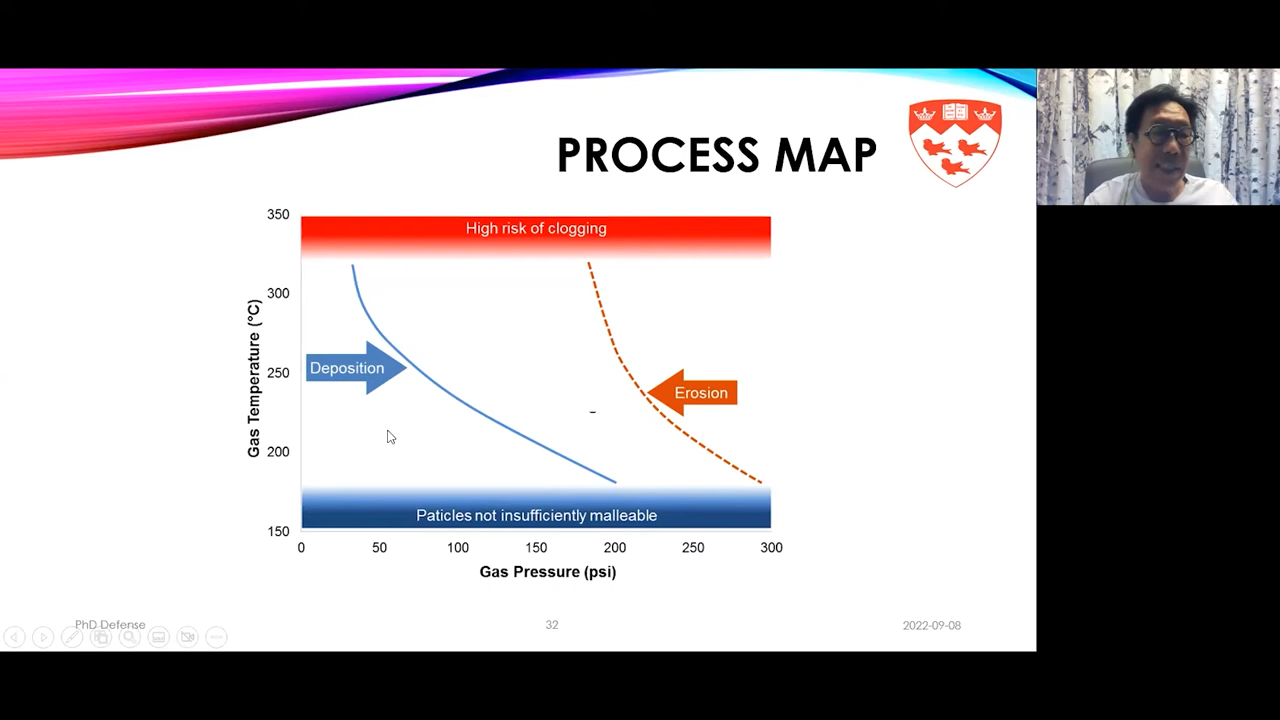 PROCESS MAP
350
High risk of clogging
300
Deposition
250
Erosion
200
Paticles not insufficiently malleable
150
0 50 100 150 200 250 300
Gas Temperature (°C)
Gas Pressure (psi)
PhD Defense
32
2022-09-08